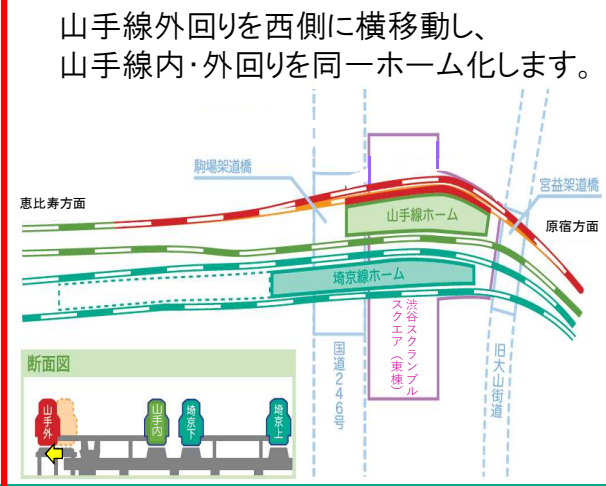 山手線外回りを西側に横移動し、
山手線内・外回りを同一ホーム化します。
駒場架道橋
宮益架道橋
恵比寿方面
山手線ホーム
原宿方面
埼京線ホーム
渋谷スクランブル
スクエア（東棟）
国道246号
旧大山街道
断面図
山手外
山手内
埼京下
埼京上